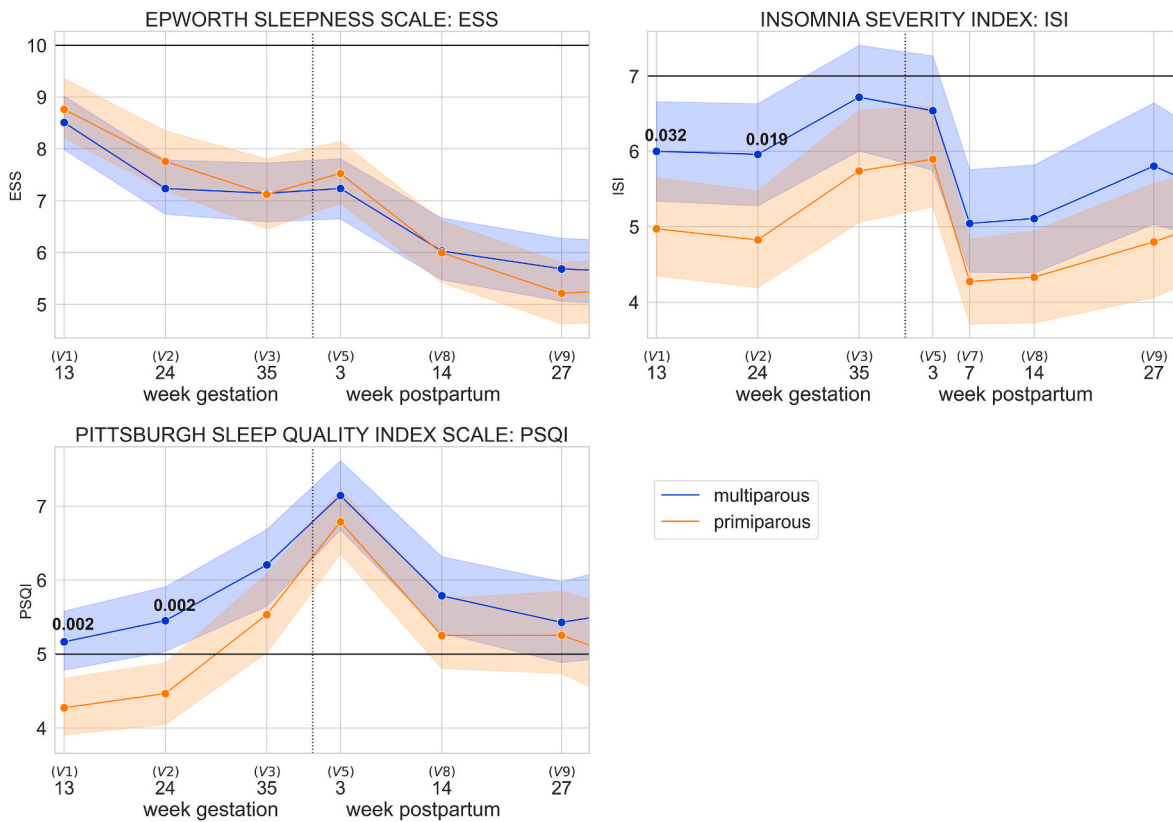 EPWORTH SLEEPNESS SCALE: ESS
10
9
8
7
6
5
ESS
(V1) (V2) (V3) (V5) (V8) (V9)
13 24 35 3 14 27
week gestation week postpartum
INSOMNIA SEVERITY INDEX: ISI
7
6
5
4
ISI
0.032
0.019
(V1) (V2) (V3) (V5) (V7) (V8) (V9)
13 24 35 3 7 14 27
week gestation week postpartum
PITTSBURGH SLEEP QUALITY INDEX SCALE: PSQI
7
6
5
4
PSQI
0.002
0.002
(V1) (V2) (V3) (V5) (V8) (V9)
13 24 35 3 14 27
week gestation week postpartum
multiparous
primiparous